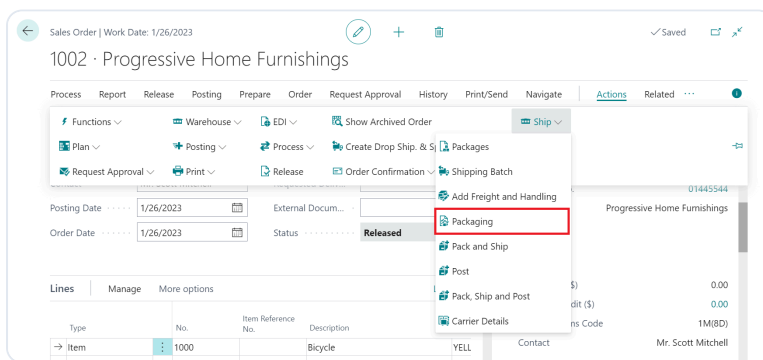 Sales Order | Work Date: 1/26/2023
Saved
1002 · Progressive Home Furnishings
Process Report Release Posting Prepare Order Request Approval History Print/Send Navigate Actions Related ...
Functions Warehouse EDI Show Archived Order Ship
Plan Posting Process Create Drop Ship. & Sp
Request Approval Print Release Order Confirmation
Packages
Shipping Batch
Add Freight and Handling
Packaging
Pack and Ship
Post
Pack, Ship and Post
Carrier Details
01445544
Posting Date 1/26/2023 External Docum... Progressive Home Furnishings
Order Date 1/26/2023 Status Released
Lines Manage More options
$) 0.00
dit ($) 0.00
ns Code 1M(8D)
Contact Mr. Scott Mitchell
Type No. Item Reference No. Description
Item 1000 Bicycle YELL